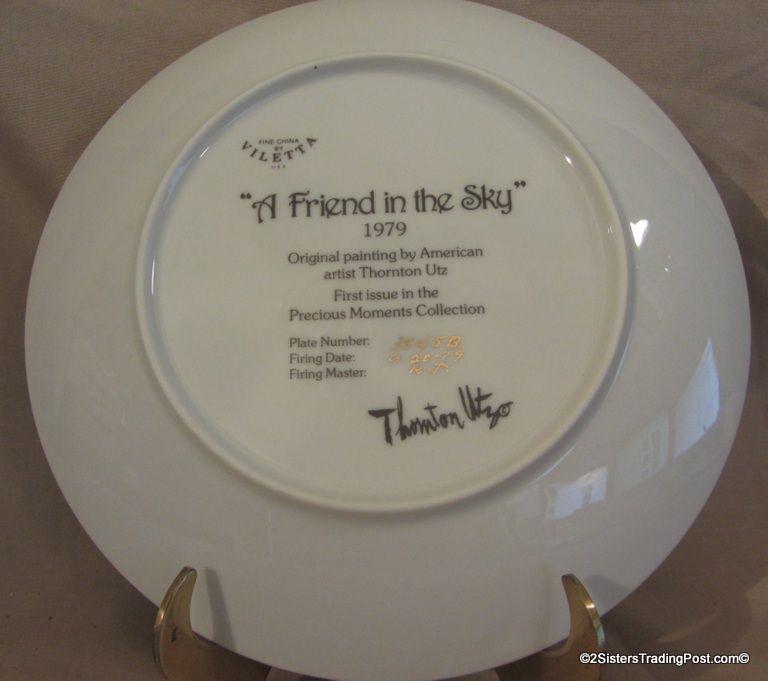 FINE CHINA
BY
VILETTA
USA
“A Friend in the Sky”
1979
Original painting by American
artist Thornton Utz
First issue in the
Precious Moments Collection
Plate Number:
Firing Date:
Firing Master:
Thornton Utz©
©2SistersTradingPost.com©